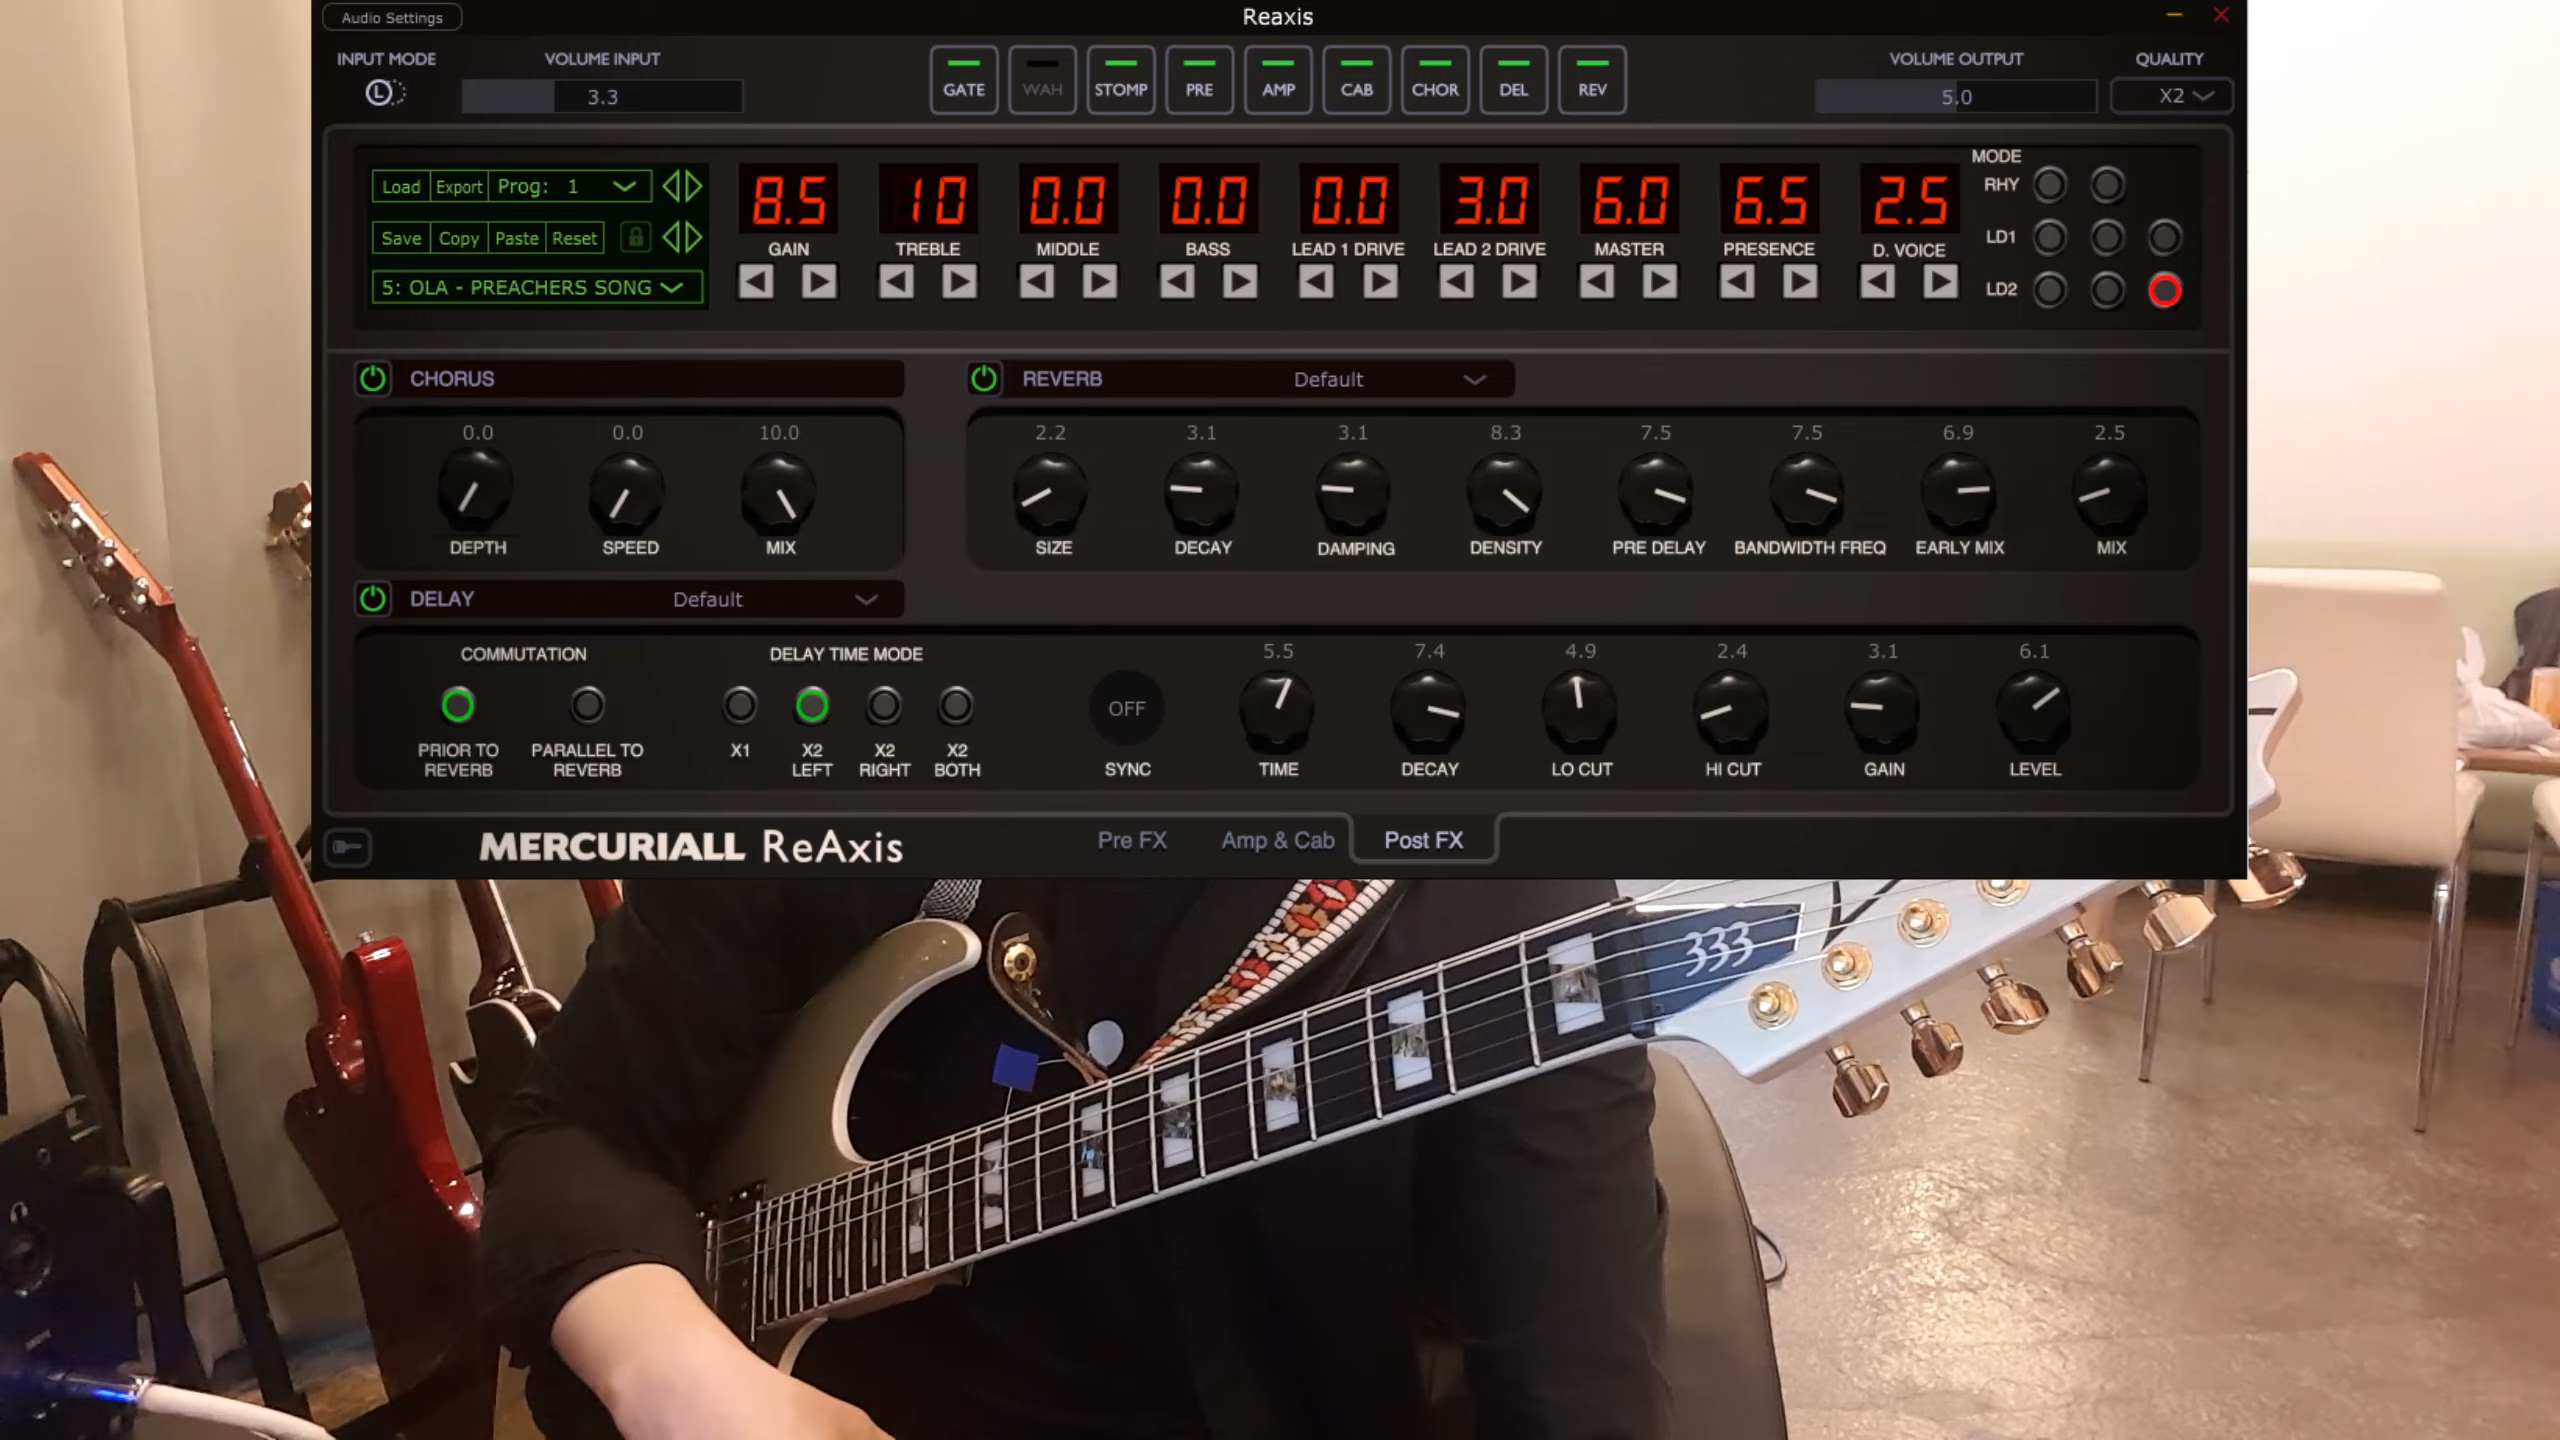 Audio Settings
Reaxis
INPUT MODE
VOLUME INPUT
VOLUME OUTPUT
QUALITY
L
3.3
GATE
WAH
STOMP
PRE
AMP
CAB
CHOR
DEL
REV
5.0
X2
Load Export Prog: 1
Save Copy Paste Reset
5: OLA - PREACHERS SONG
8.5 10 0.0 0.0 0.0 3.0 6.0 6.5 2.5
GAIN TREBLE MIDDLE BASS LEAD 1 DRIVE LEAD 2 DRIVE MASTER PRESENCE D. VOICE
MODE
RHY
LD1
LD2
CHORUS
0.0 0.0 10.0
DEPTH SPEED MIX
REVERB Default
2.2 3.1 3.1 8.3 7.5 7.5 6.9 2.5
SIZE DECAY DAMPING DENSITY PRE DELAY BANDWIDTH FREQ EARLY MIX MIX
DELAY Default
COMMUTATION
PRIOR TO
REVERB
PARALLEL TO
REVERB
DELAY TIME MODE
X1
X2
LEFT
X2
RIGHT
X2
BOTH
OFF
SYNC
5.5 7.4 4.9 2.4 3.1 6.1
TIME DECAY LO CUT HI CUT GAIN LEVEL
MERCURIALL ReAxis
Pre FX Amp & Cab Post FX
333